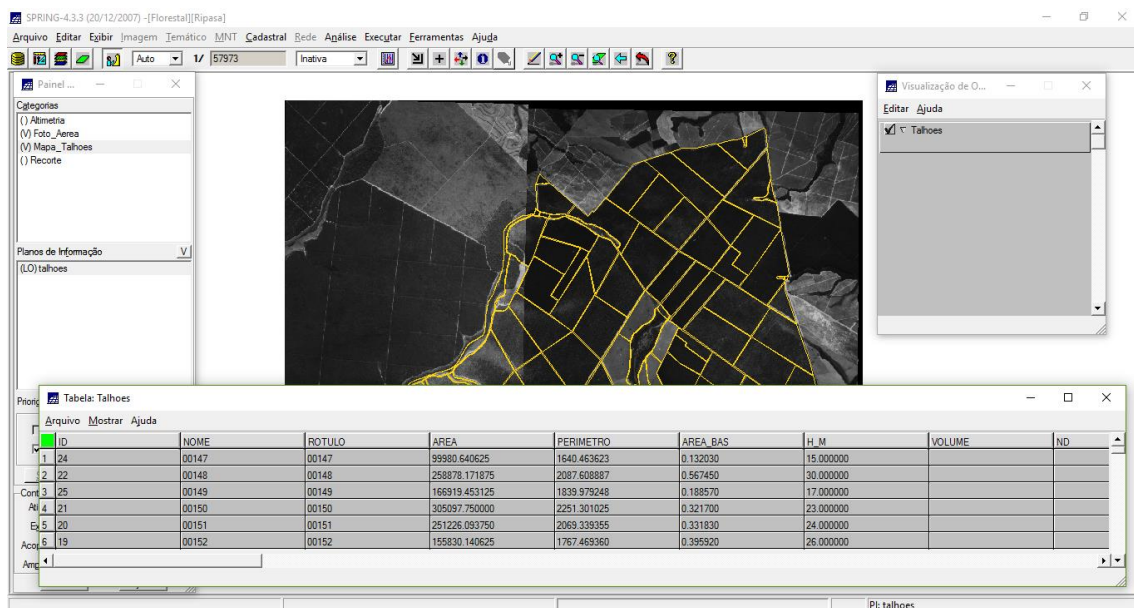 SPRING-4.3.3 (20/12/2007) -[Florestal][Ripasa]
Arquivo Editar Exibir Imagem Temático MNT Cadastral Rede Análise Executar Ferramentas Ajuda
Auto 1/ 57973 Inativa
Painel ...
Categorias
( ) Altimetria
(V) Foto_Aerea
(V) Mapa_Talhoes
( ) Recorte
Planos de Informação V
(LO) talhoes
Visualização de O...
Editar Ajuda
Talhoes
Tabela: Talhoes
Arquivo Mostrar Ajuda
ID NOME ROTULO AREA PERIMETRO AREA_BAS H_M VOLUME ND
1 24 00147 00147 99980.640625 1640.463623 0.132030 15.000000
2 22 00148 00148 258878.171875 2087.608887 0.567450 30.000000
3 25 00149 00149 166919.453125 1839.979248 0.188570 17.000000
4 21 00150 00150 305097.750000 2251.301025 0.321700 23.000000
5 20 00151 00151 251226.093750 2069.339355 0.331830 24.000000
6 19 00152 00152 155830.140625 1767.469360 0.395920 26.000000
PI: talhoes